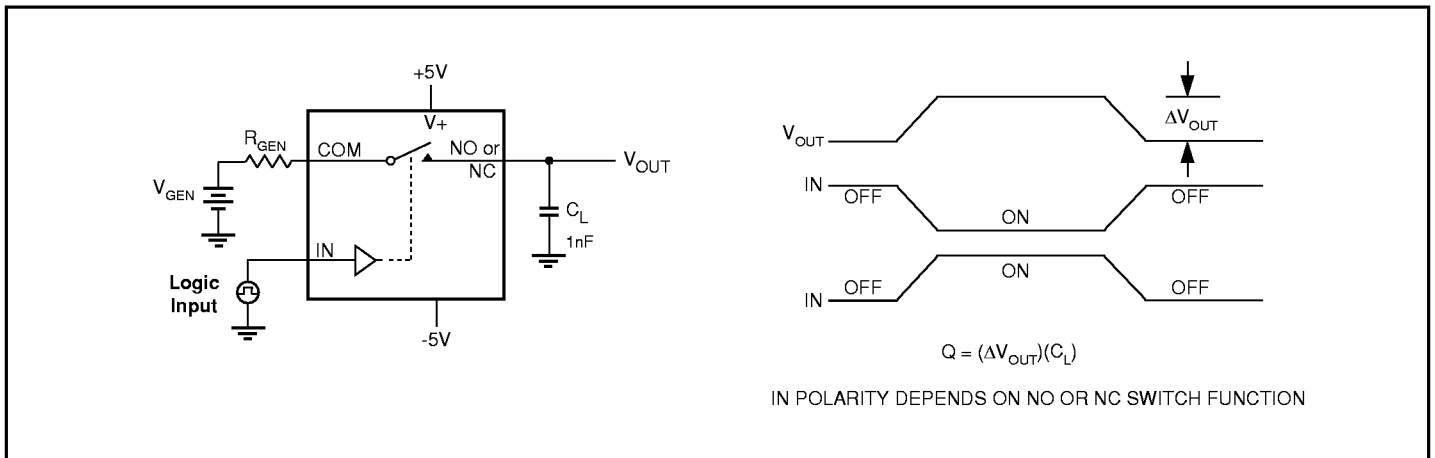 +5V
V+
R_GEN
COM
NO or
NC
V_OUT
V_GEN
C_L
1nF
IN
Logic
Input
-5V
V_OUT
ΔV_OUT
IN
OFF
ON
OFF
IN
OFF
ON
OFF
Q = (ΔV_OUT)(C_L)
IN POLARITY DEPENDS ON NO OR NC SWITCH FUNCTION